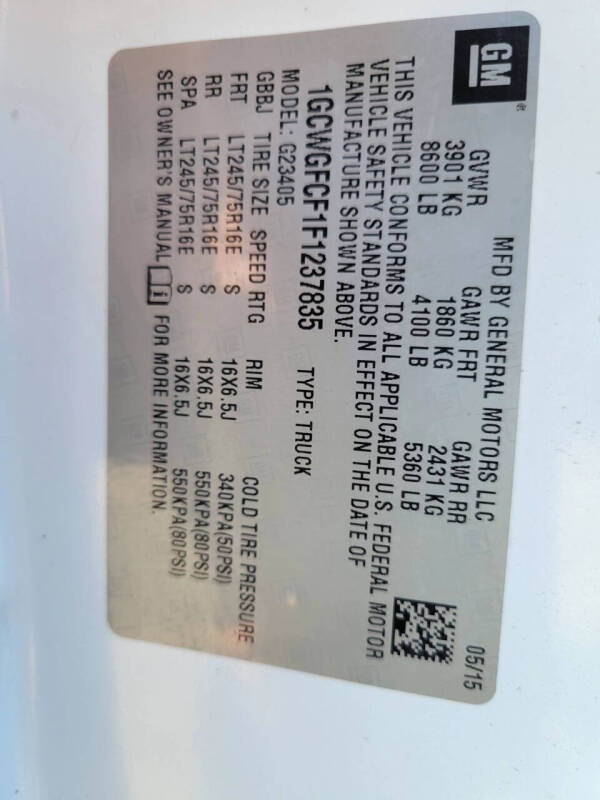 GM ®
MFD BY GENERAL MOTORS LLC 05/15
GVWR GAWR FRT GAWR RR
3901 KG 1860 KG 2431 KG
8600 LB 4100 LB 5360 LB
THIS VEHICLE CONFORMS TO ALL APPLICABLE U.S. FEDERAL MOTOR
VEHICLE SAFETY STANDARDS IN EFFECT ON THE DATE OF
MANUFACTURE SHOWN ABOVE.
1GCWGFCF1F1237835 TYPE: TRUCK
MODEL: G23405
GBBJ TIRE SIZE SPEED RTG RIM COLD TIRE PRESSURE
FRT LT245/75R16E S 16X6.5J 340KPA(50PSI)
RR LT245/75R16E S 16X6.5J 550KPA(80PSI)
SPA LT245/75R16E S 16X6.5J 550KPA(80PSI)
SEE OWNER'S MANUAL i FOR MORE INFORMATION.